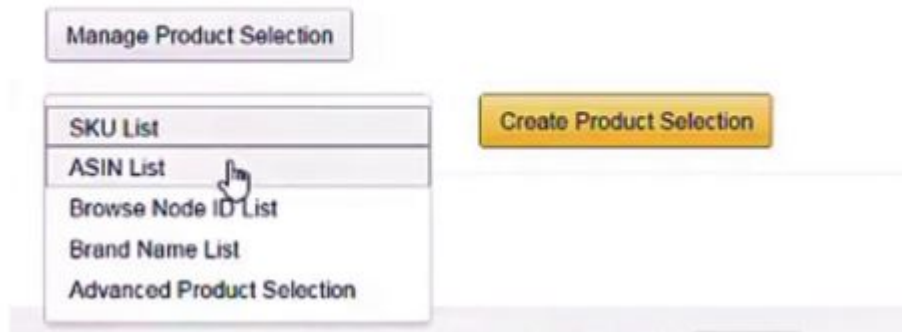 Manage Product Selection
SKU List
Create Product Selection
ASIN List
Browse Node ID List
Brand Name List
Advanced Product Selection